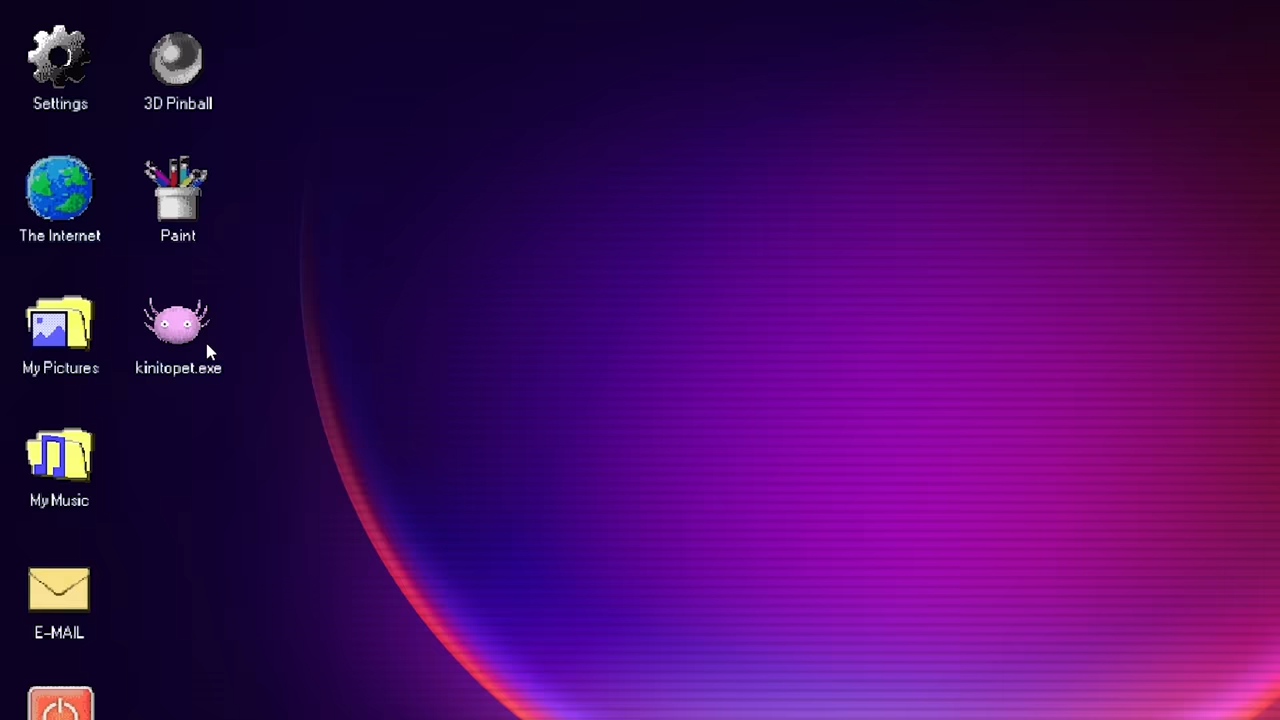 Settings
3D Pinball
The Internet
Paint
My Pictures
kinitopet.exe
My Music
E-MAIL